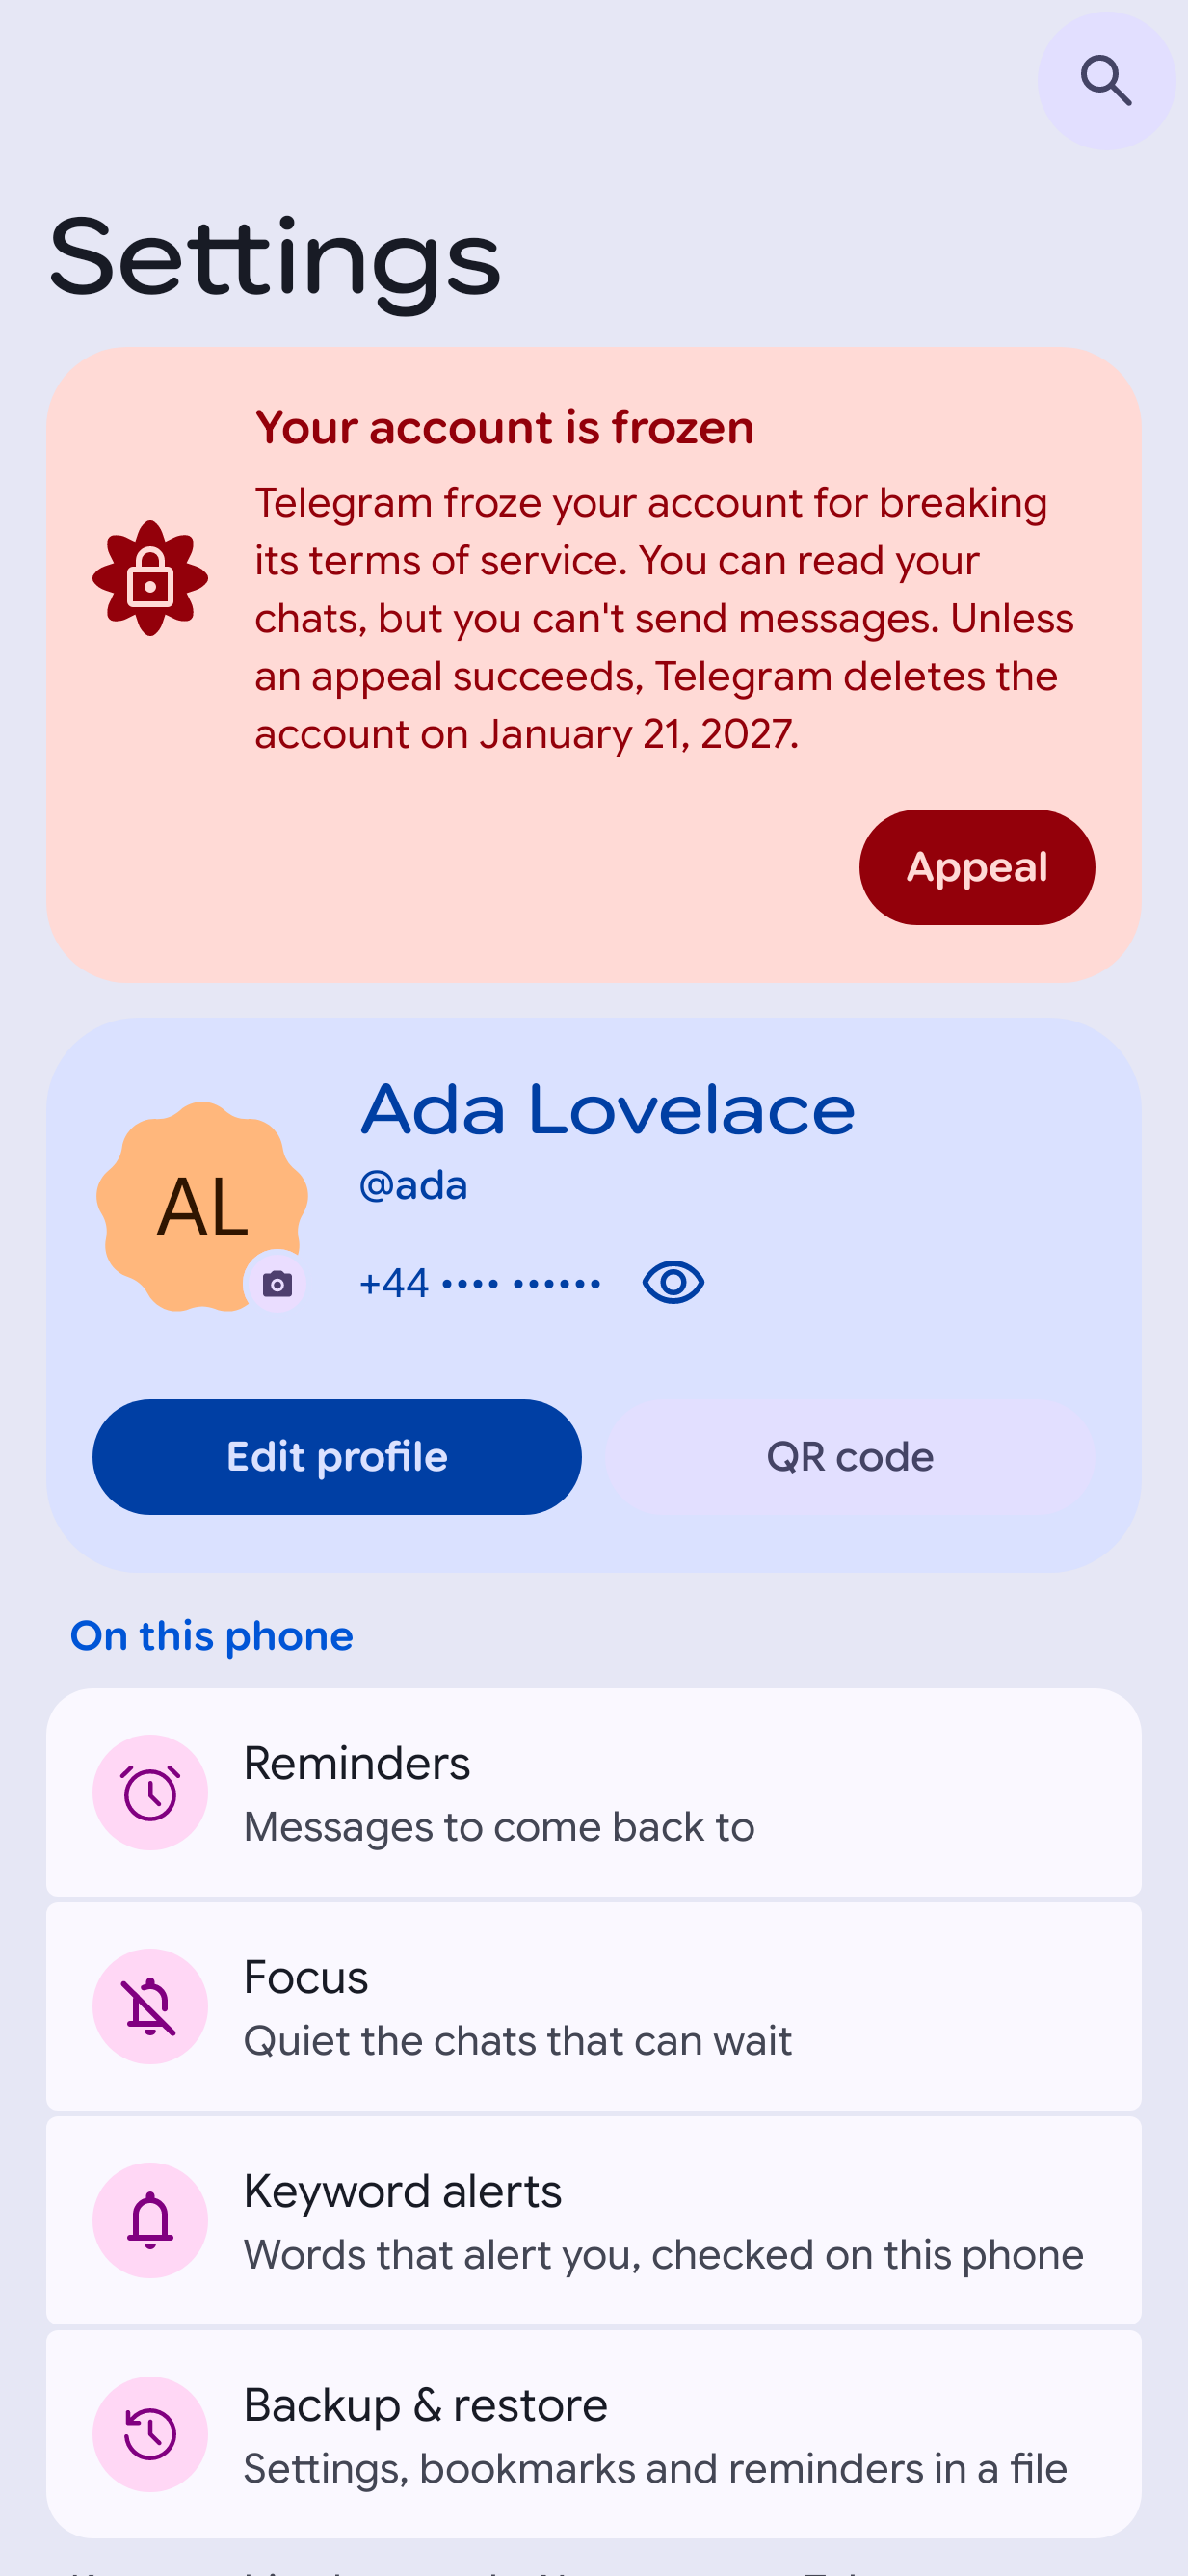 Settings
Your account is frozen
Telegram froze your account for breaking
its terms of service. You can read your
chats, but you can't send messages. Unless
an appeal succeeds, Telegram deletes the
account on January 21, 2027.
Appeal
AL
Ada Lovelace
@ada
+44 •••• ••••••
Edit profile
QR code
On this phone
Reminders
Messages to come back to
Focus
Quiet the chats that can wait
Keyword alerts
Words that alert you, checked on this phone
Backup & restore
Settings, bookmarks and reminders in a file